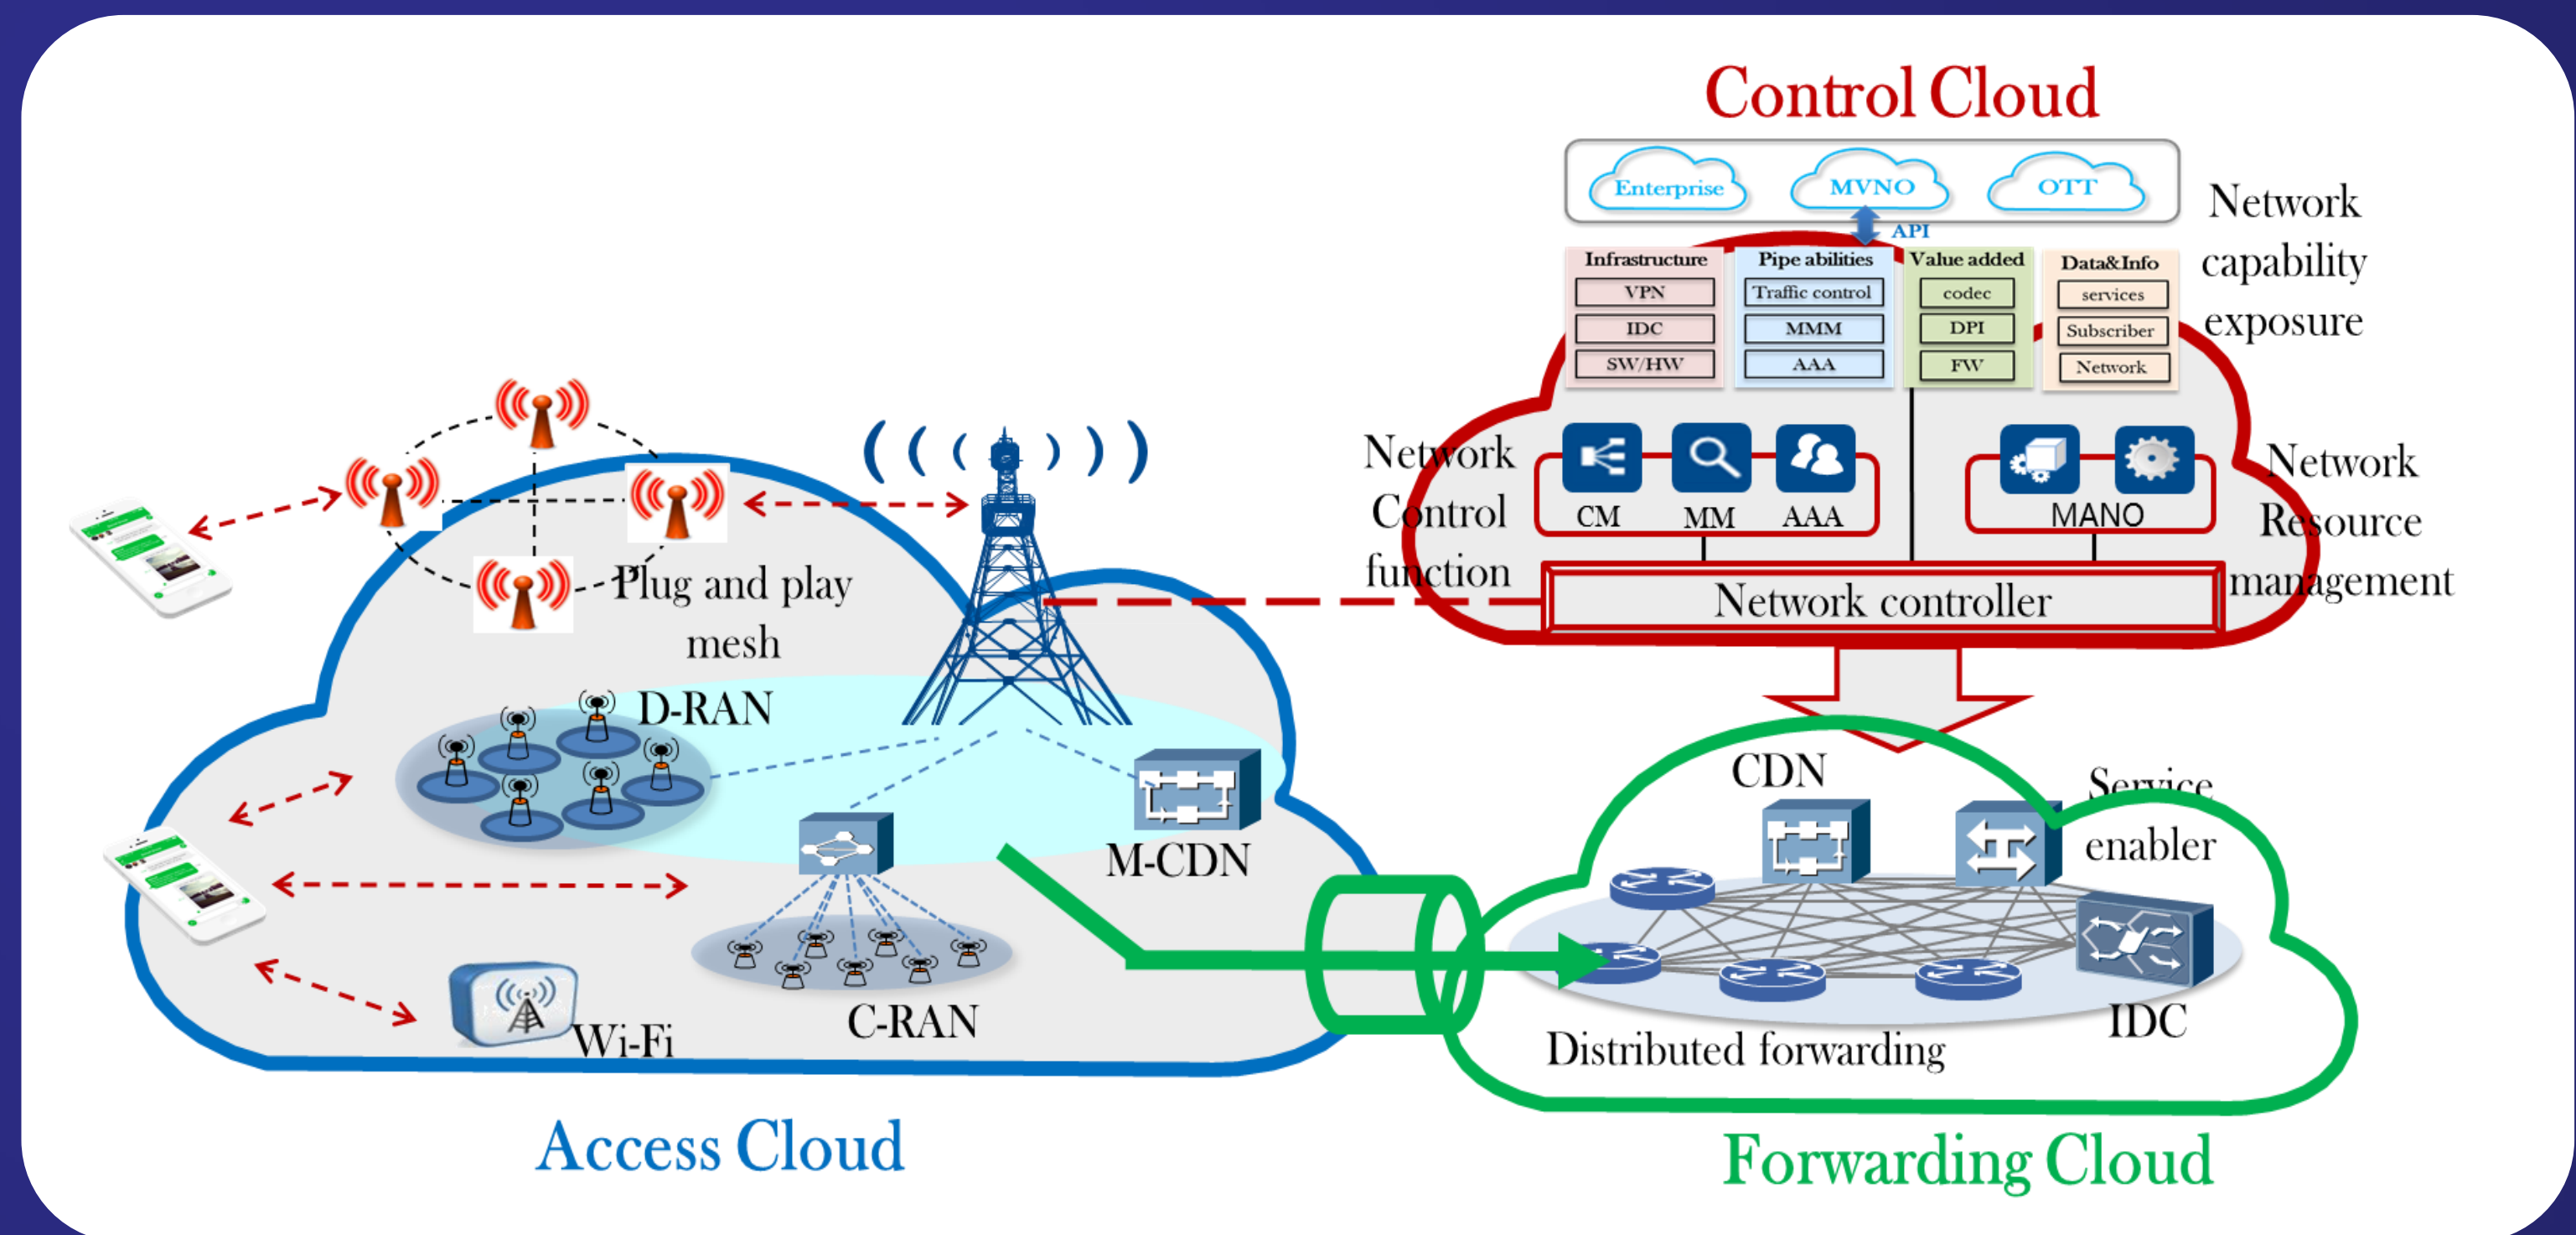 Control Cloud
Enterprise
MVNO
OTT
API
Network
capability
exposure
Infrastructure
VPN
IDC
SW/HW
Pipe abilities
Traffic control
MMM
AAA
Value added
codec
DPI
FW
Data&Info
services
Subscriber
Network
Network
Control
function
CM
MM
AAA
MANO
Network
Resource
management
Network controller
Plug and play
mesh
D-RAN
M-CDN
C-RAN
Wi-Fi
Access Cloud
CDN
Service
enabler
IDC
Distributed forwarding
Forwarding Cloud